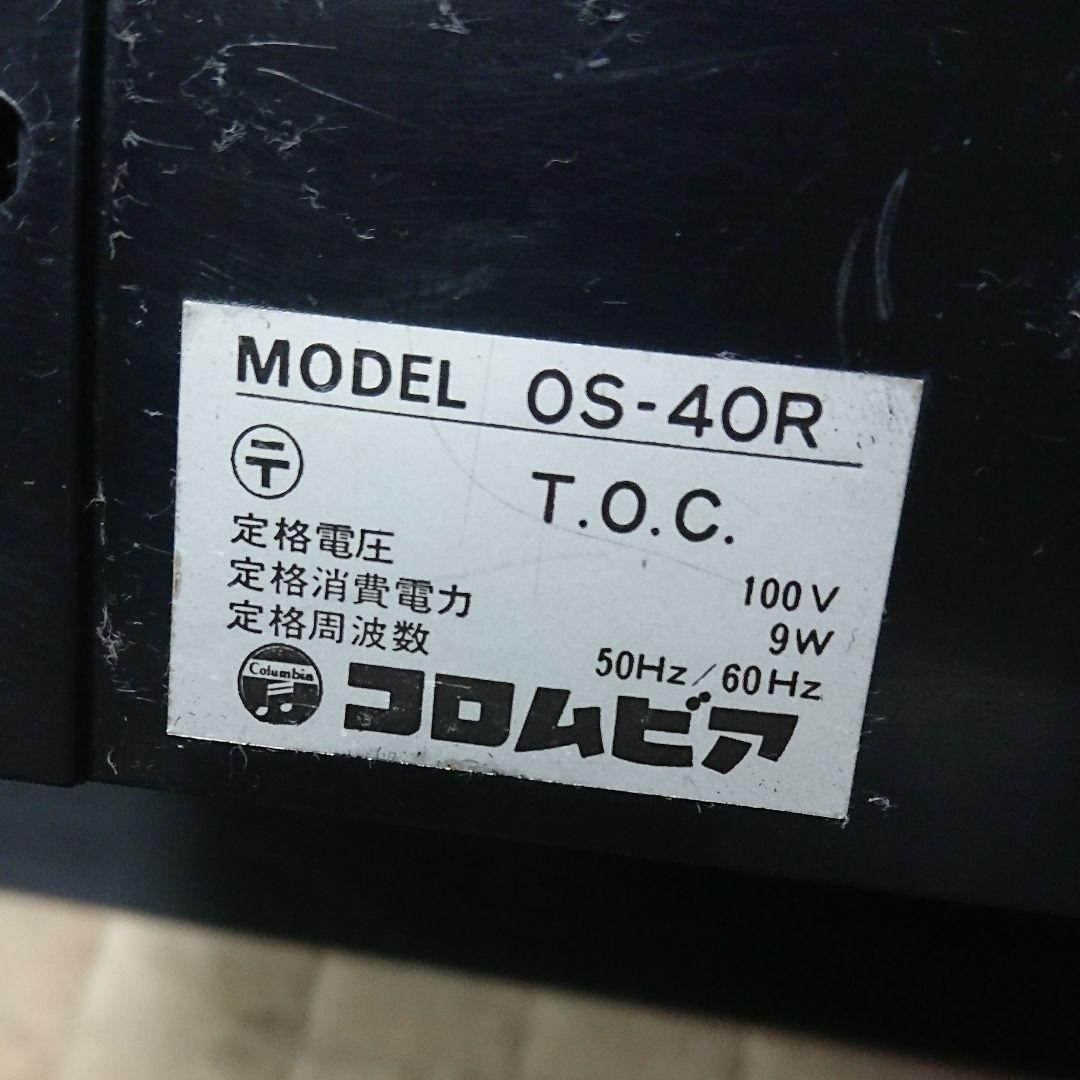 MODEL OS-40R
〒 T.O.C.
定格電圧 100V
定格消費電力 9W
定格周波数 50Hz/60Hz
Columbia コロムビア